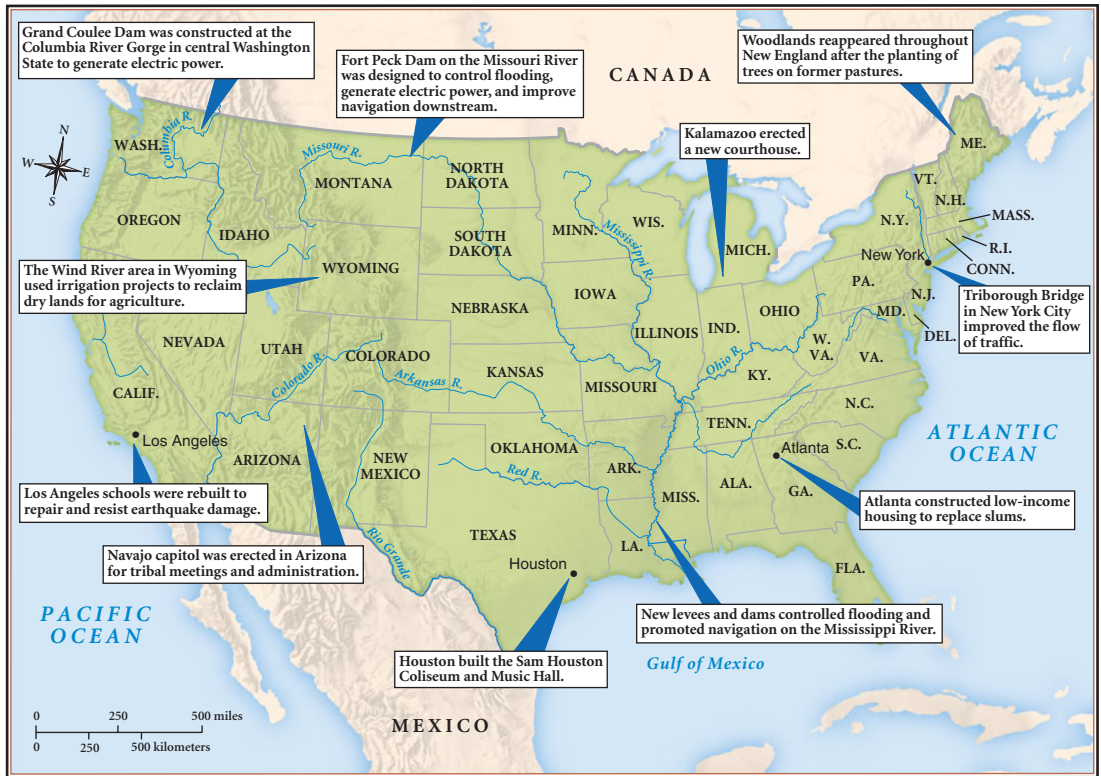 Grand Coulee Dam was constructed at the
Columbia River Gorge in central Washington
State to generate electric power.
Fort Peck Dam on the Missouri River
was designed to control flooding,
generate electric power, and improve
navigation downstream.
Woodlands reappeared throughout
New England after the planting of
trees on former pastures.
CANADA
Kalamazoo erected
a new courthouse.
N
W
E
S
WASH.
Columbia R.
Missouri R.
MONTANA
NORTH
DAKOTA
ME.
VT.
N.H.
MASS.
R.I.
CONN.
N.Y.
New York
OREGON
IDAHO
SOUTH
DAKOTA
MINN.
WIS.
Mississippi R.
MICH.
The Wind River area in Wyoming
used irrigation projects to reclaim
dry lands for agriculture.
WYOMING
NEBRASKA
IOWA
PA.
N.J.
MD.
DEL.
Triborough Bridge
in New York City
improved the flow
of traffic.
NEVADA
UTAH
COLORADO
Colorado R.
Arkansas R.
KANSAS
MISSOURI
ILLINOIS
IND.
OHIO
Ohio R.
W.
VA.
VA.
KY.
CALIF.
Los Angeles
ARIZONA
NEW
MEXICO
OKLAHOMA
Red R.
ARK.
TENN.
N.C.
S.C.
Atlanta
GA.
ALA.
MISS.
ATLANTIC
OCEAN
Los Angeles schools were rebuilt to
repair and resist earthquake damage.
Atlanta constructed low-income
housing to replace slums.
Navajo capitol was erected in Arizona
for tribal meetings and administration.
Rio Grande
TEXAS
Houston
LA.
FLA.
PACIFIC
OCEAN
New levees and dams controlled flooding and
promoted navigation on the Mississippi River.
Houston built the Sam Houston
Coliseum and Music Hall.
Gulf of Mexico
MEXICO
0 250 500 miles
0 250 500 kilometers